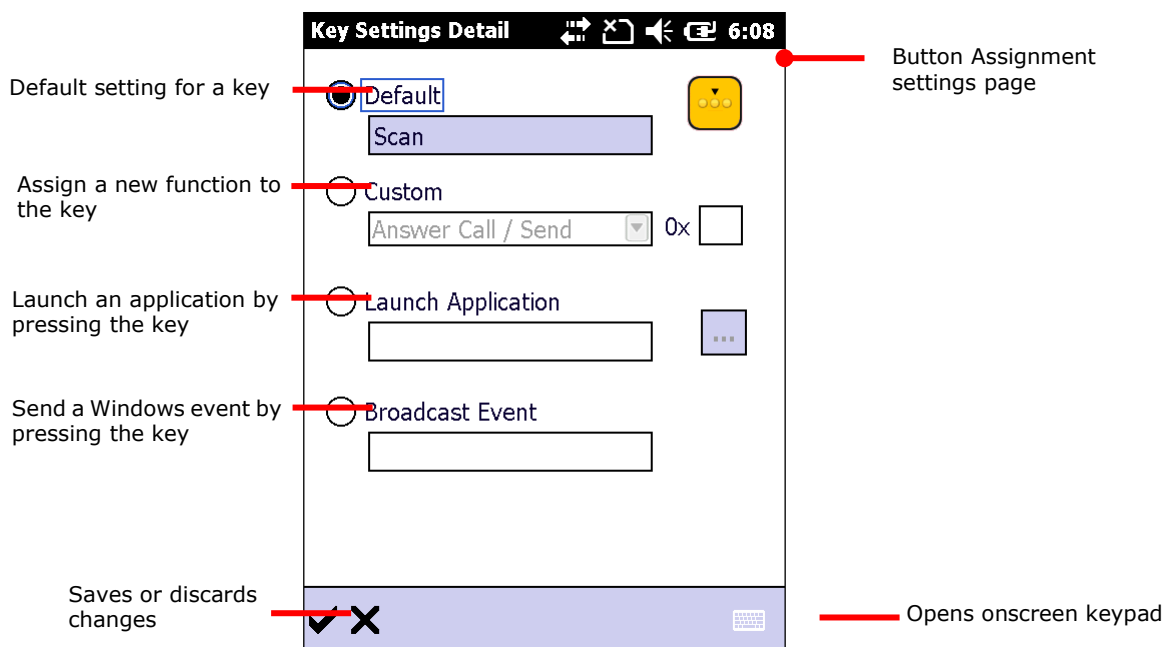 Key Settings Detail 6:08
Button Assignment
settings page
Default setting for a key
Default
Scan
Assign a new function to
the key
Custom
Answer Call / Send
0x
Launch an application by
pressing the key
Launch Application
...
Send a Windows event by
pressing the key
Broadcast Event
Saves or discards
changes
Opens onscreen keypad